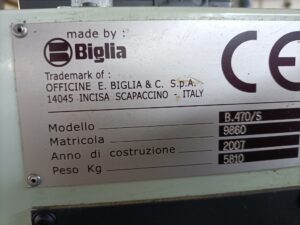 made by :
Biglia
CE
Trademark of :
OFFICINE E. BIGLIA & C. S.p.A.
14045 INCISA SCAPACCINO - ITALY
Modello B.470/S
Matricola 9860
Anno di costruzione 2007
Peso Kg 5810